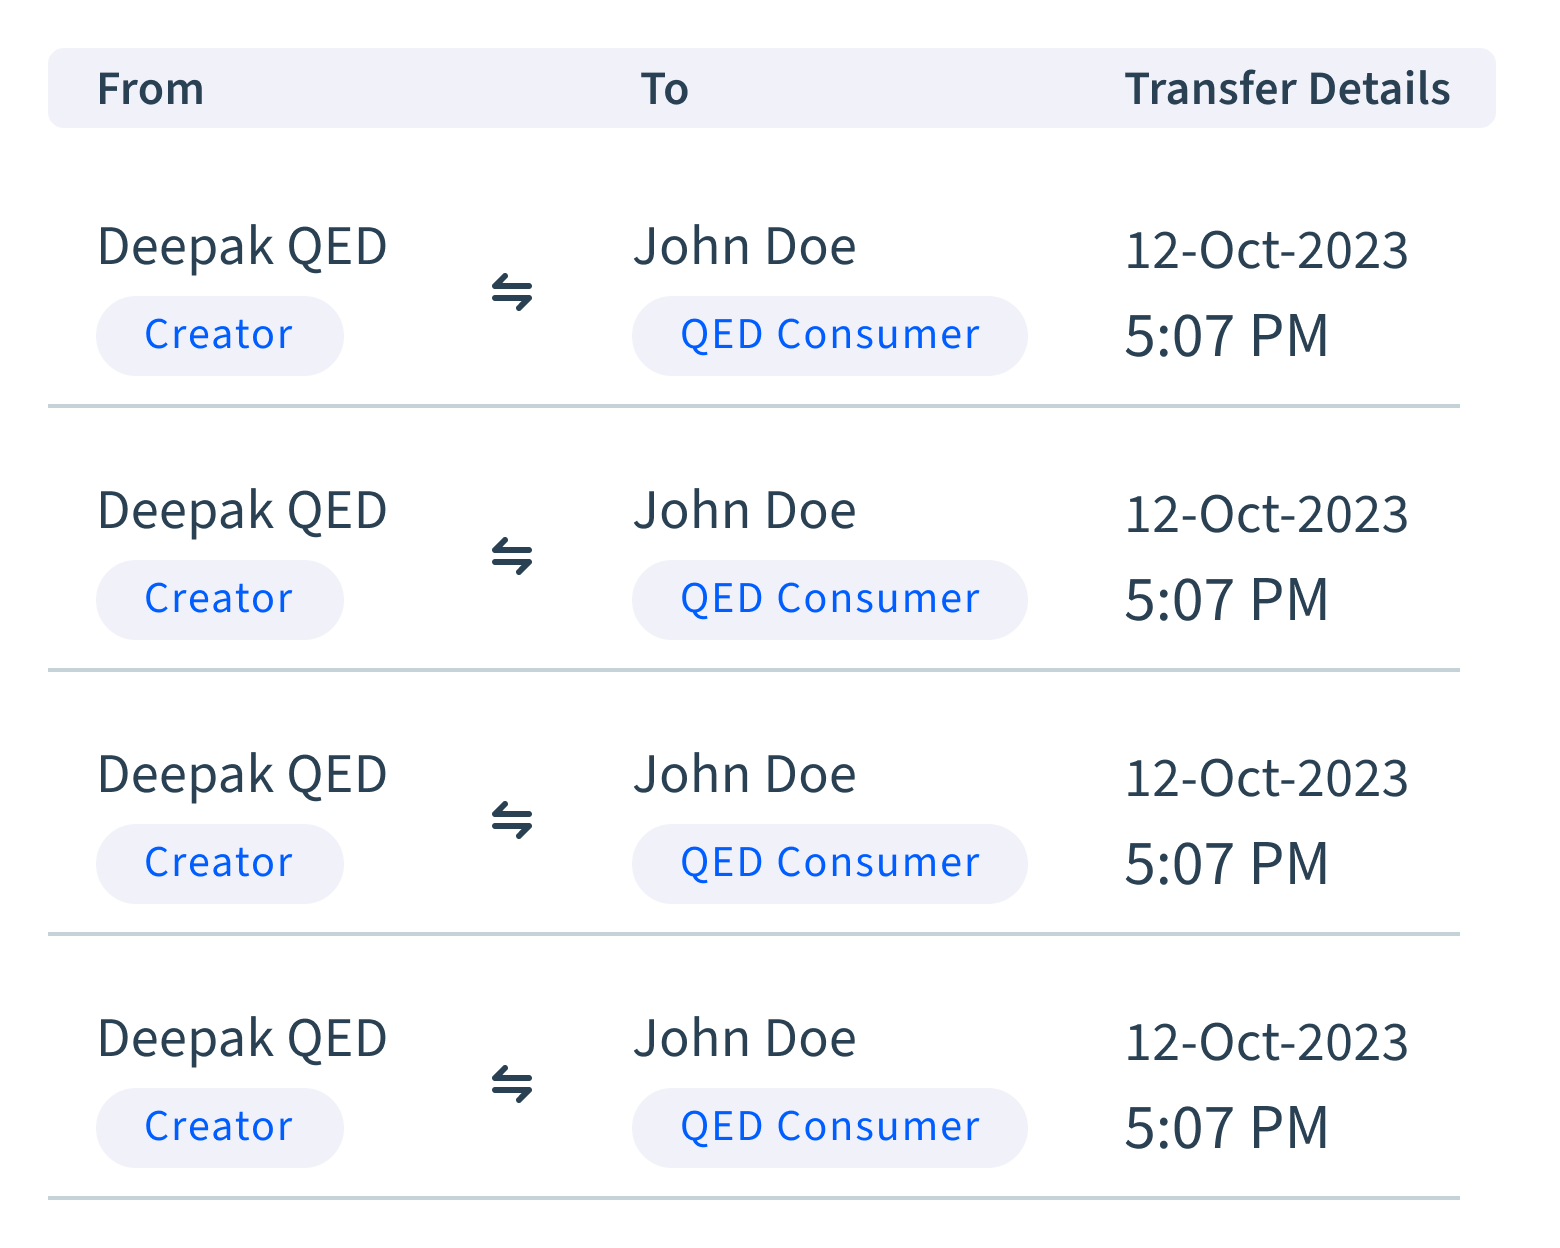 From To Transfer Details
Deepak QED John Doe 12-Oct-2023
Creator QED Consumer 5:07 PM
Deepak QED John Doe 12-Oct-2023
Creator QED Consumer 5:07 PM
Deepak QED John Doe 12-Oct-2023
Creator QED Consumer 5:07 PM
Deepak QED John Doe 12-Oct-2023
Creator QED Consumer 5:07 PM